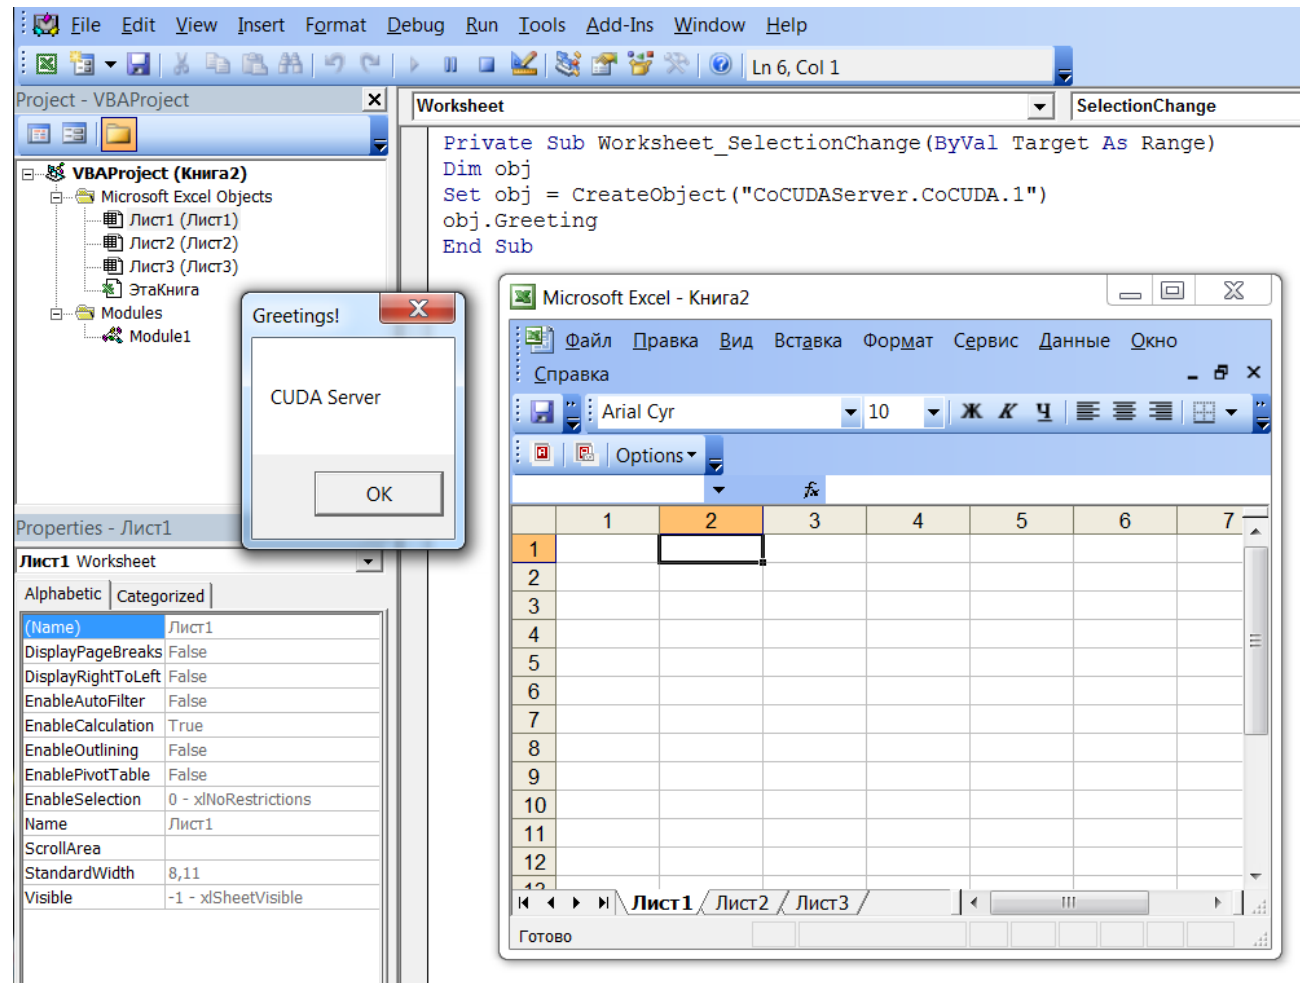 File Edit View Insert Format Debug Run Tools Add-Ins Window Help
Ln 6, Col 1
Project - VBAProject
VBAProject (Книга2)
Microsoft Excel Objects
Лист1 (Лист1)
Лист2 (Лист2)
Лист3 (Лист3)
ЭтаКнига
Modules
Module1
Worksheet
SelectionChange
Private Sub Worksheet_SelectionChange(ByVal Target As Range)
Dim obj
Set obj = CreateObject("CoCUDAServer.CoCUDA.1")
obj.Greeting
End Sub
Greetings!
CUDA Server
OK
Properties - Лист1
Лист1 Worksheet
Alphabetic Categorized
(Name) Лист1
DisplayPageBreaks False
DisplayRightToLeft False
EnableAutoFilter False
EnableCalculation True
EnableOutlining False
EnablePivotTable False
EnableSelection 0 - xlNoRestrictions
Name Лист1
ScrollArea
StandardWidth 8,11
Visible -1 - xlSheetVisible
Microsoft Excel - Книга2
Файл Правка Вид Вставка Формат Сервис Данные Окно
Справка
Arial Cyr 10 Ж К Ч
Options
fx
1 2 3 4 5 6 7
1
2
3
4
5
6
7
8
9
10
11
12
13
Лист1 Лист2 Лист3
Готово